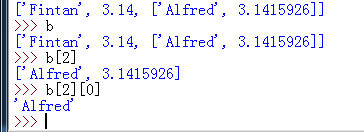 ['Fintan', 3.14, ['Alfred', 3.1415926]]
>>> b
['Fintan', 3.14, ['Alfred', 3.1415926]]
>>> b[2]
['Alfred', 3.1415926]
>>> b[2][0]
'Alfred'
>>>